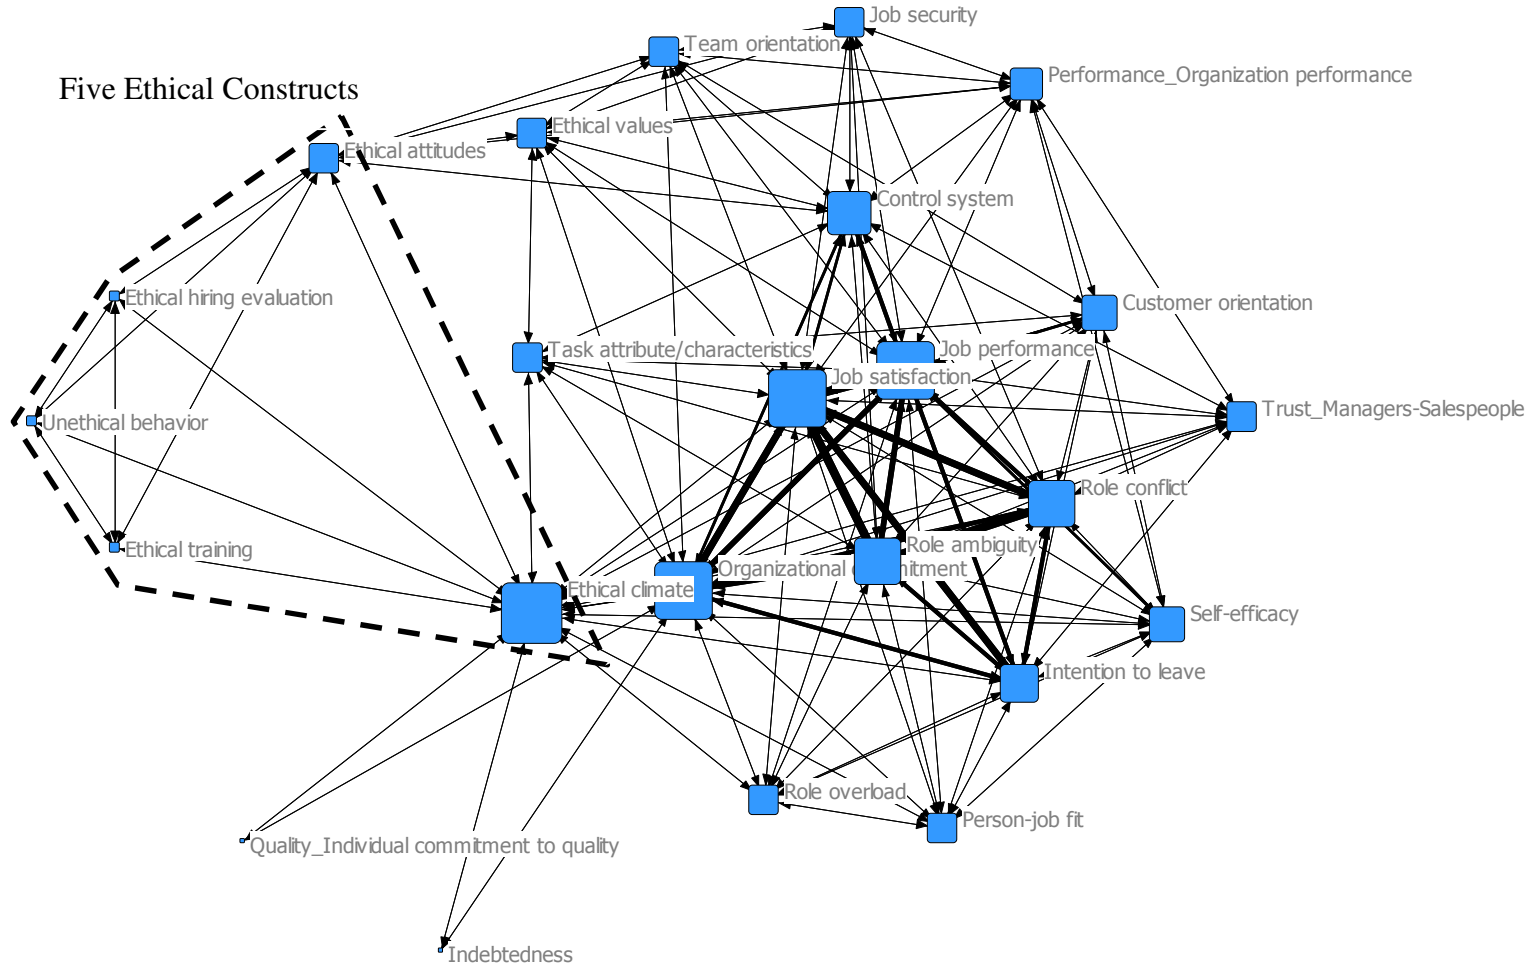 Job security
Team orientation
Performance_Organization performance
Five Ethical Constructs
Ethical values
Ethical attitudes
Control system
Ethical hiring evaluation
Customer orientation
Task attribute/characteristics
Job performance
Job satisfaction
Trust_Managers-Salespeople
Unethical behavior
Role conflict
Ethical training
Role ambiguity
Organizational c mitment
Ethical climate
Self-efficacy
Intention to leave
Role overload
Person-job fit
Quality_Individual commitment to quality
Indebtedness